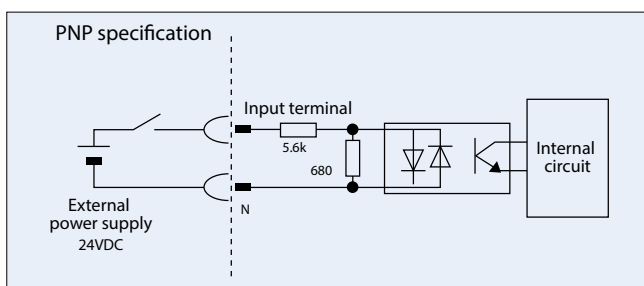 PNP specification
Input terminal
5.6k
680
Internal
circuit
External
power supply
24VDC
N